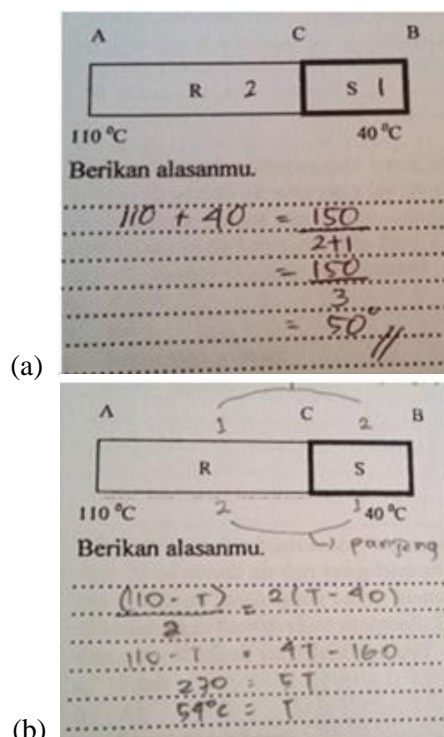 A C B
R 2 S 1
110 °C 40 °C
Berikan alasanmu.
110 + 40 = 150
2+1
= 150
3
= 50° //
(a)
A 1 C 2 B
R S
110 °C 2 1 40 °C
Berikan alasanmu. → panjang
(110 - T) = 2(T - 40)
2
110 - T = 4T - 160
270 = 5T
54°C = T
(b)